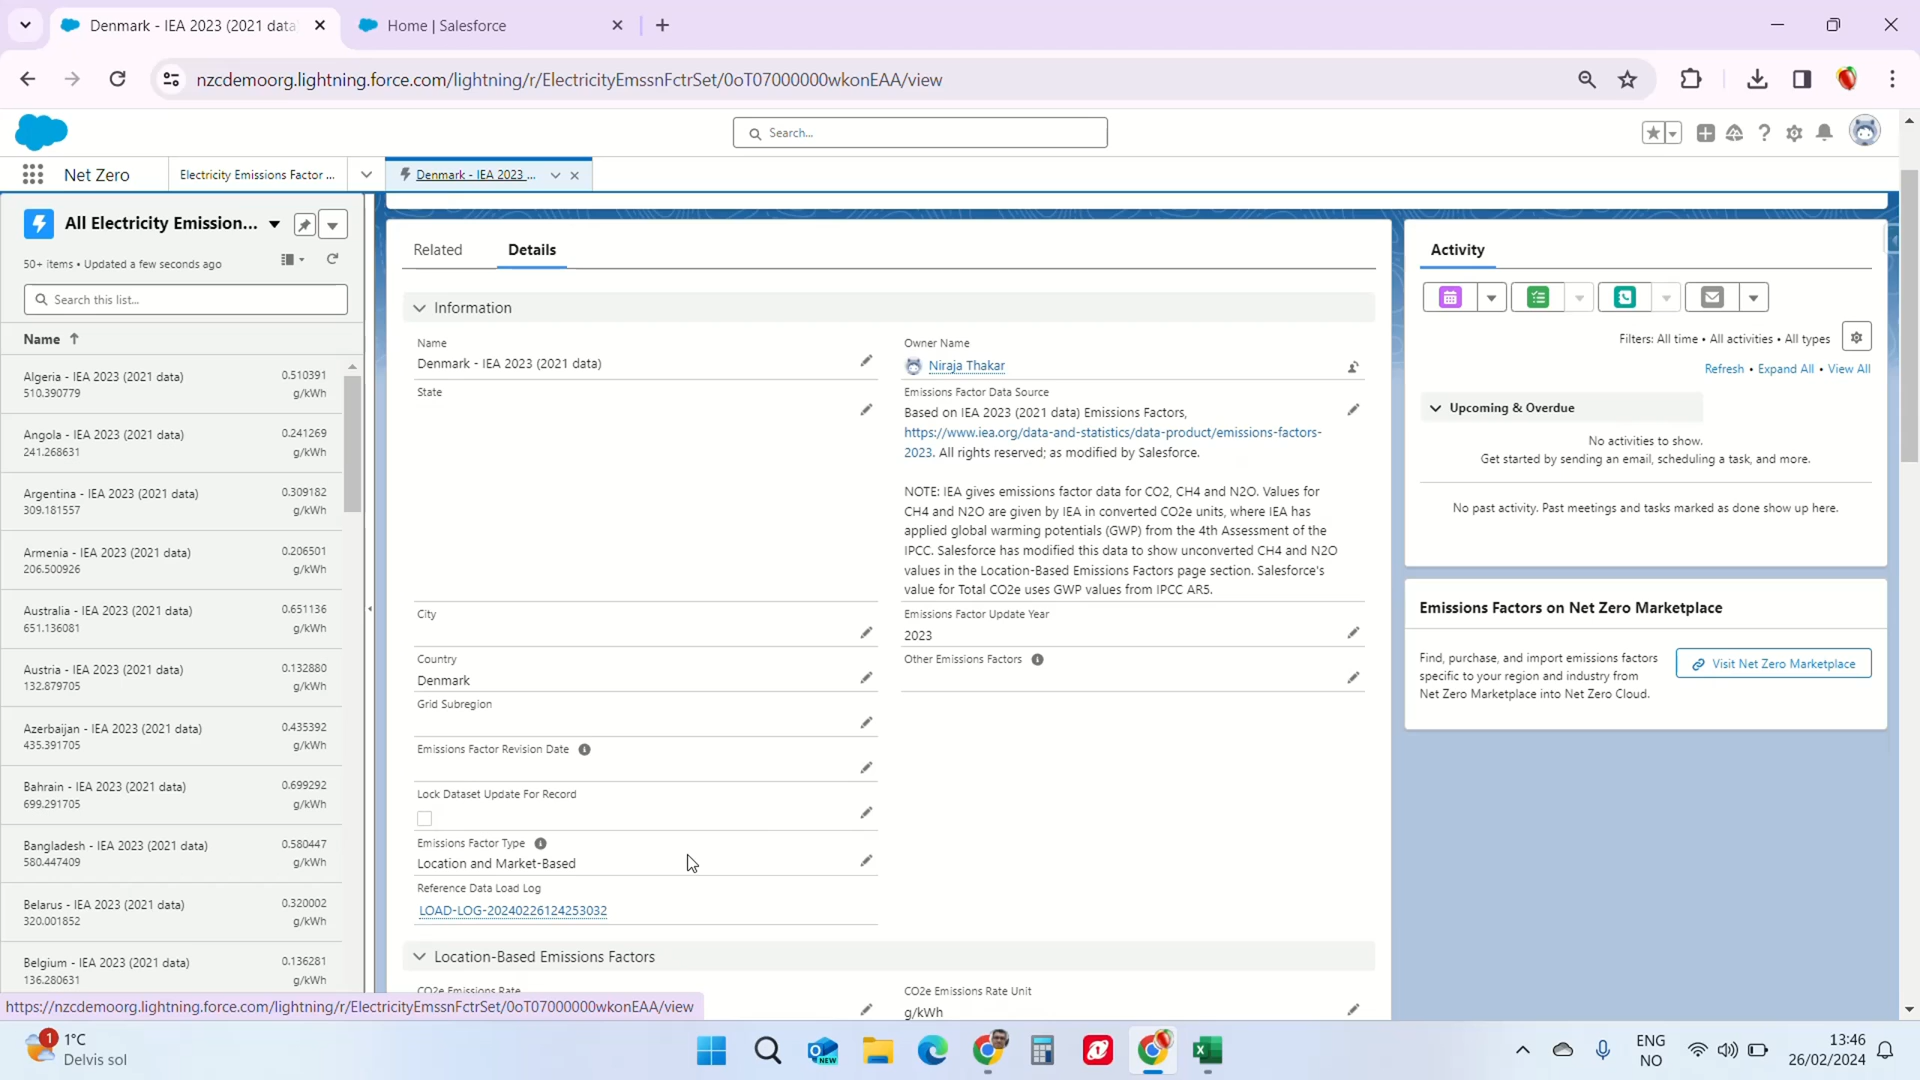 Denmark - IEA 2023 (2021 data
Home | Salesforce
nzcdemoorg.lightning.force.com/lightning/r/ElectricityEmssnFctrSet/0oT07000000wkonEAA/view
Search...
Net Zero
Electricity Emissions Factor ...
Denmark - IEA 2023 ...
All Electricity Emission...
50+ items • Updated a few seconds ago
Search this list...
Name
Algeria - IEA 2023 (2021 data)
0.510391
510.390779
g/kWh
Angola - IEA 2023 (2021 data)
0.241269
241.268631
g/kWh
Argentina - IEA 2023 (2021 data)
0.309182
309.181557
g/kWh
Armenia - IEA 2023 (2021 data)
0.206501
206.500926
g/kWh
Australia - IEA 2023 (2021 data)
0.651136
651.136081
g/kWh
Austria - IEA 2023 (2021 data)
0.132880
132.879705
g/kWh
Azerbaijan - IEA 2023 (2021 data)
0.435392
435.391705
g/kWh
Bahrain - IEA 2023 (2021 data)
0.699292
699.291705
g/kWh
Bangladesh - IEA 2023 (2021 data)
0.580447
580.447409
g/kWh
Belarus - IEA 2023 (2021 data)
0.320002
320.001852
g/kWh
Belgium - IEA 2023 (2021 data)
0.136281
136.280631
g/kWh
https://nzcdemoorg.lightning.force.com/lightning/r/ElectricityEmssnFctrSet/0oT07000000wkonEAA/view
Related
Details
Information
Name
Denmark - IEA 2023 (2021 data)
State
City
Country
Denmark
Grid Subregion
Emissions Factor Revision Date
Lock Dataset Update For Record
Emissions Factor Type
Location and Market-Based
Reference Data Load Log
LOAD-LOG-20240226124253032
Owner Name
Niraja Thakar
Emissions Factor Data Source
Based on IEA 2023 (2021 data) Emissions Factors,
https://www.iea.org/data-and-statistics/data-product/emissions-factors-
2023. All rights reserved; as modified by Salesforce.
NOTE: IEA gives emissions factor data for CO2, CH4 and N2O. Values for
CH4 and N2O are given by IEA in converted CO2e units, where IEA has
applied global warming potentials (GWP) from the 4th Assessment of the
IPCC. Salesforce has modified this data to show unconverted CH4 and N2O
values in the Location-Based Emissions Factors page section. Salesforce's
value for Total CO2e uses GWP values from IPCC AR5.
Emissions Factor Update Year
2023
Other Emissions Factors
Location-Based Emissions Factors
CO2e Emissions Rate
CO2e Emissions Rate Unit
g/kWh
Activity
Filters: All time • All activities • All types
Refresh • Expand All • View All
Upcoming & Overdue
No activities to show.
Get started by sending an email, scheduling a task, and more.
No past activity. Past meetings and tasks marked as done show up here.
Emissions Factors on Net Zero Marketplace
Find, purchase, and import emissions factors
specific to your region and industry from
Net Zero Marketplace into Net Zero Cloud.
Visit Net Zero Marketplace
1
1°C
Delvis sol
NEW
ENG
NO
13:46
26/02/2024